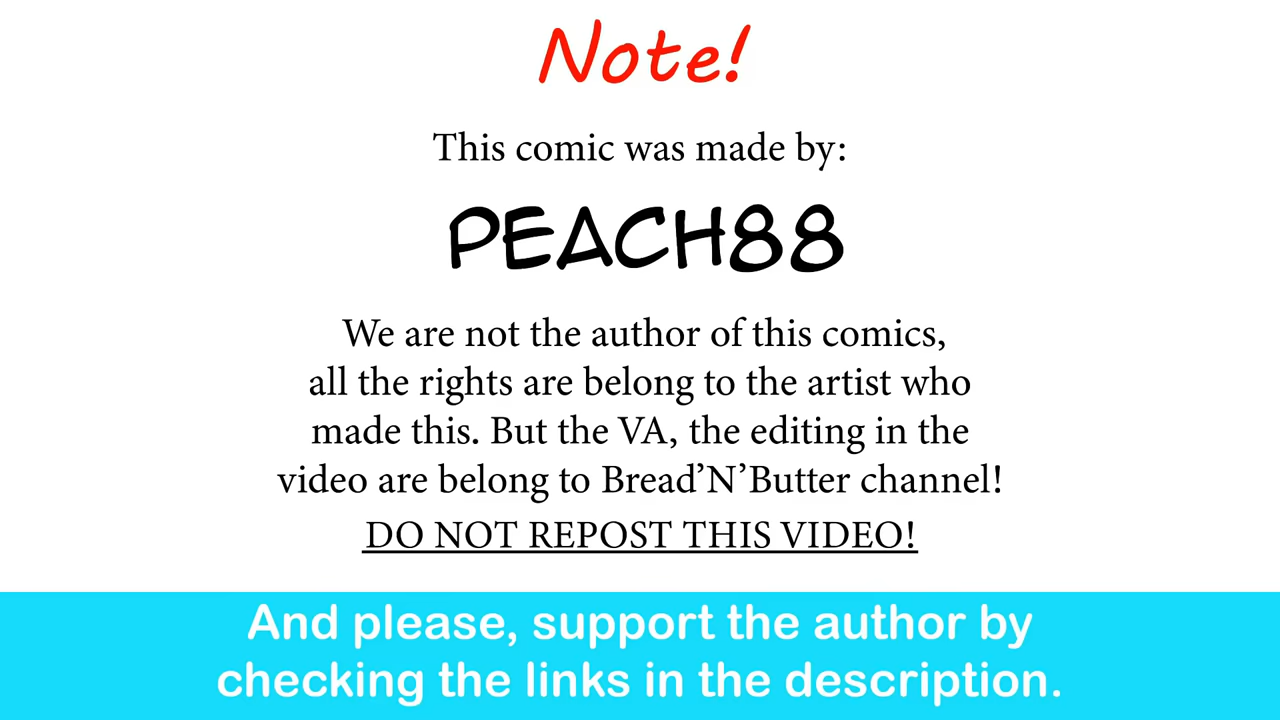 Note!
This comic was made by:
PEACH88
We are not the author of this comics,
all the rights are belong to the artist who
made this. But the VA, the editing in the
video are belong to Bread’N’Butter channel!
DO NOT REPOST THIS VIDEO!
And please, support the author by
checking the links in the description.